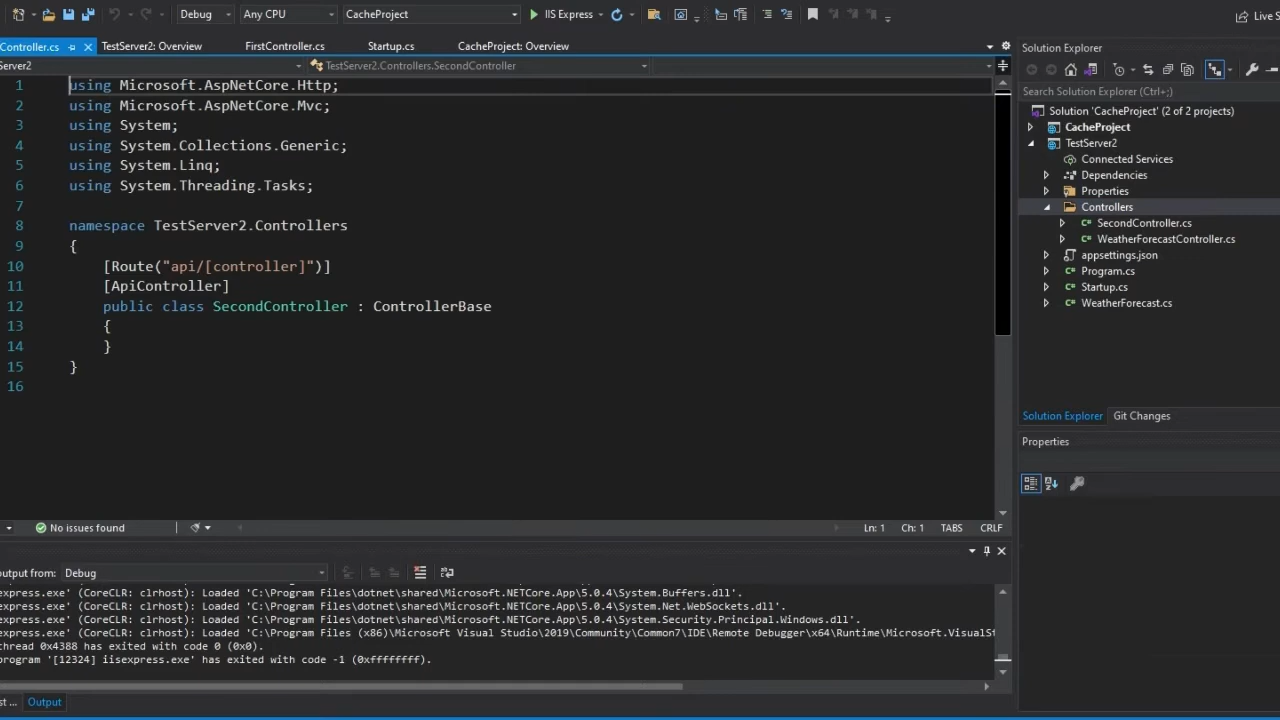 Debug Any CPU CacheProject IIS Express Live S
Controller.cs TestServer2: Overview FirstController.cs Startup.cs CacheProject: Overview
Server2 TestServer2.Controllers.SecondController
1 using Microsoft.AspNetCore.Http;
2 using Microsoft.AspNetCore.Mvc;
3 using System;
4 using System.Collections.Generic;
5 using System.Linq;
6 using System.Threading.Tasks;
7
8 namespace TestServer2.Controllers
9 {
10 [Route("api/[controller]")]
11 [ApiController]
12 public class SecondController : ControllerBase
13 {
14 }
15 }
16
No issues found Ln: 1 Ch: 1 TABS CRLF
output from: Debug
express.exe' (CoreCLR: clrhost): Loaded 'C:\Program Files\dotnet\shared\Microsoft.NETCore.App\5.0.4\System.Buffers.dll'.
express.exe' (CoreCLR: clrhost): Loaded 'C:\Program Files\dotnet\shared\Microsoft.NETCore.App\5.0.4\System.Net.WebSockets.dll'.
express.exe' (CoreCLR: clrhost): Loaded 'C:\Program Files\dotnet\shared\Microsoft.NETCore.App\5.0.4\System.Security.Principal.Windows.dll'.
express.exe' (CoreCLR: clrhost): Loaded 'C:\Program Files (x86)\Microsoft Visual Studio\2019\Community\Common7\IDE\Remote Debugger\x64\Runtime\Microsoft.VisualSt
thread 0x4388 has exited with code 0 (0x0).
program '[12324] iisexpress.exe' has exited with code -1 (0xffffffff).
st ... Output
Solution Explorer
Search Solution Explorer (Ctrl+;)
Solution 'CacheProject' (2 of 2 projects)
CacheProject
TestServer2
Connected Services
Dependencies
Properties
Controllers
SecondController.cs
WeatherForecastController.cs
appsettings.json
Program.cs
Startup.cs
WeatherForecast.cs
Solution Explorer Git Changes
Properties